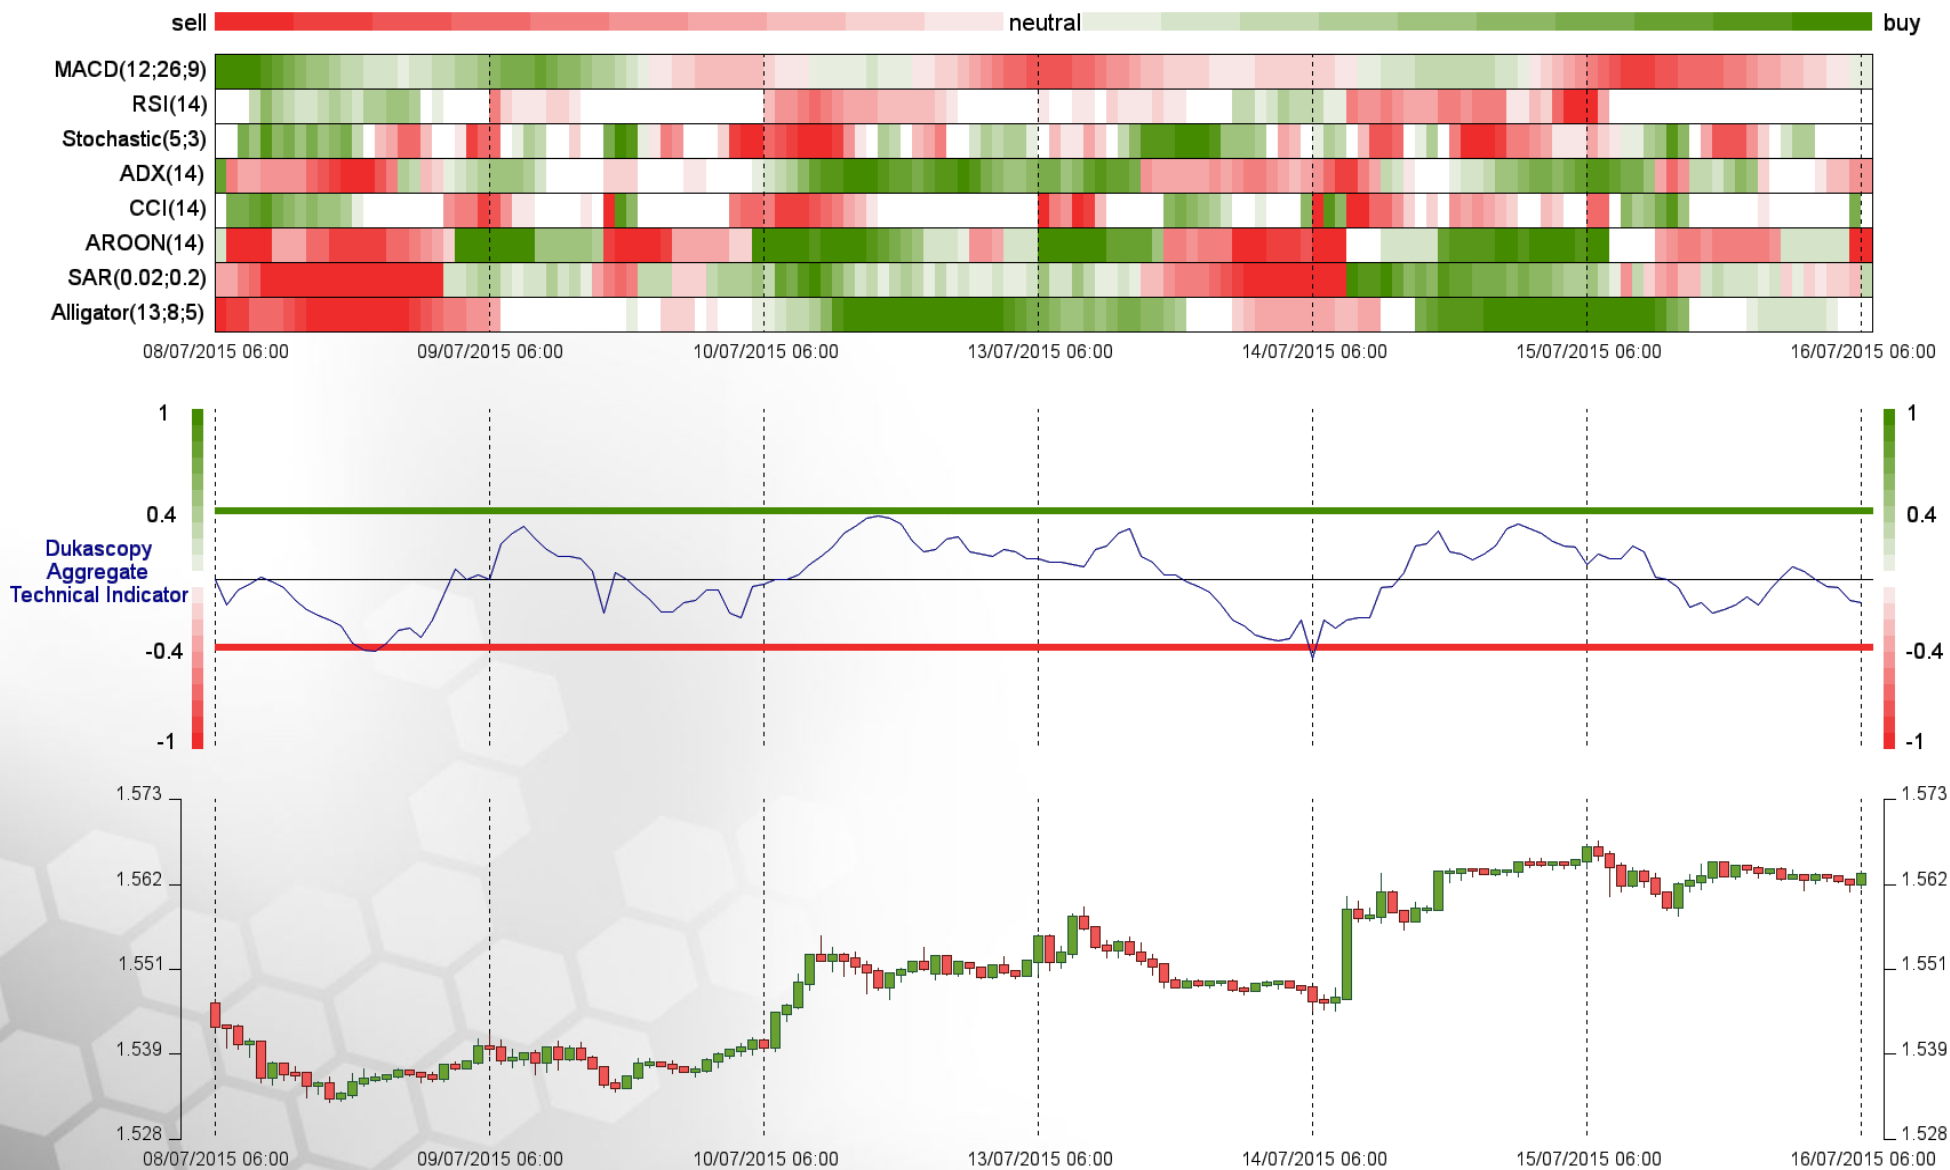 sell neutral buy
MACD(12;26;9)
RSI(14)
Stochastic(5;3)
ADX(14)
CCI(14)
AROON(14)
SAR(0.02;0.2)
Alligator(13;8;5)
08/07/2015 06:00 09/07/2015 06:00 10/07/2015 06:00 13/07/2015 06:00 14/07/2015 06:00 15/07/2015 06:00 16/07/2015 06:00
1 1
0.4 0.4
Dukascopy
Aggregate
Technical Indicator
-0.4 -0.4
-1 -1
1.573 1.573
1.562 1.562
1.551 1.551
1.539 1.539
1.528 1.528
08/07/2015 06:00 09/07/2015 06:00 10/07/2015 06:00 13/07/2015 06:00 14/07/2015 06:00 15/07/2015 06:00 16/07/2015 06:00